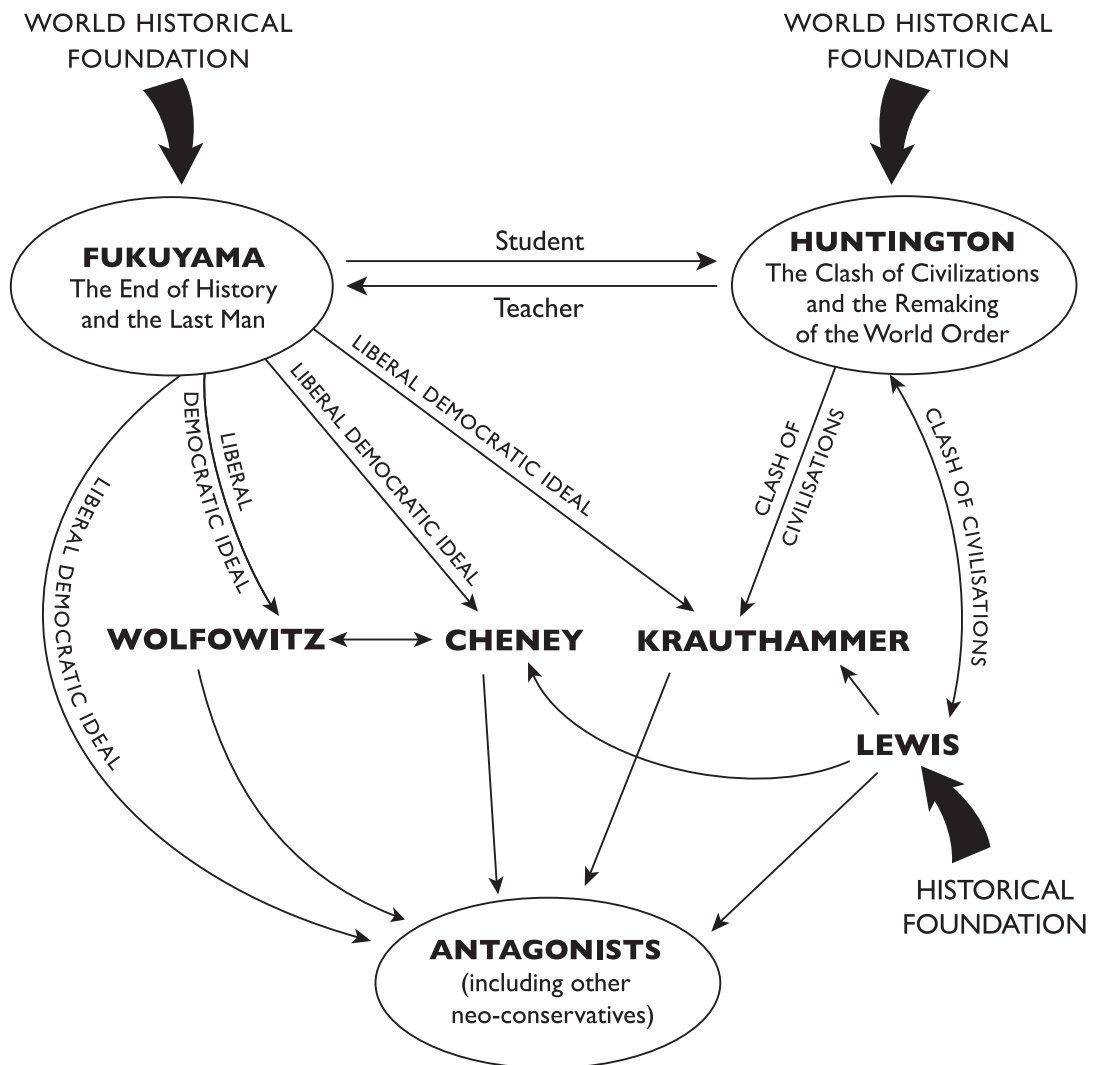 WORLD HISTORICAL
FOUNDATION
WORLD HISTORICAL
FOUNDATION
FUKUYAMA
The End of History
and the Last Man
Student
Teacher
HUNTINGTON
The Clash of Civilizations
and the Remaking
of the World Order
LIBERAL DEMOCRATIC IDEAL
LIBERAL
DEMOCRATIC IDEAL
LIBERAL DEMOCRATIC IDEAL
LIBERAL DEMOCRATIC IDEAL
CLASH OF
CIVILISATIONS
CLASH OF CIVILISATIONS
WOLFOWITZ
CHENEY
KRAUTHAMMER
LEWIS
HISTORICAL
FOUNDATION
ANTAGONISTS
(including other
neo-conservatives)